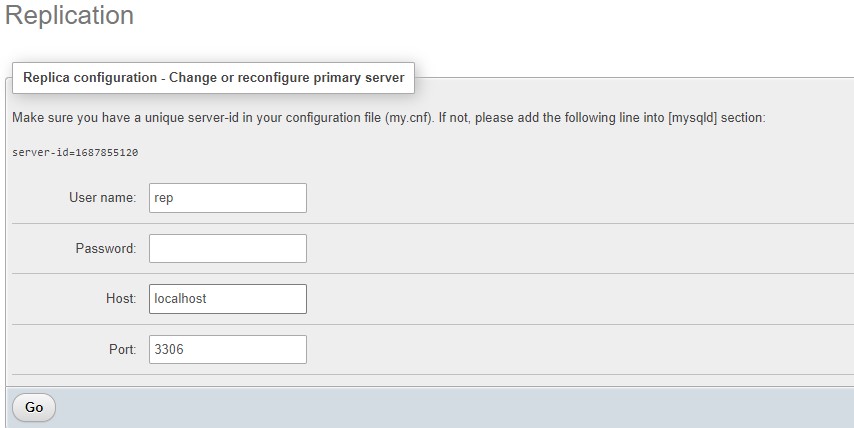 Replication
Replica configuration - Change or reconfigure primary server
Make sure you have a unique server-id in your configuration file (my.cnf). If not, please add the following line into [mysqld] section:
server-id=1687855120
User name: rep
Password:
Host: localhost
Port: 3306
Go